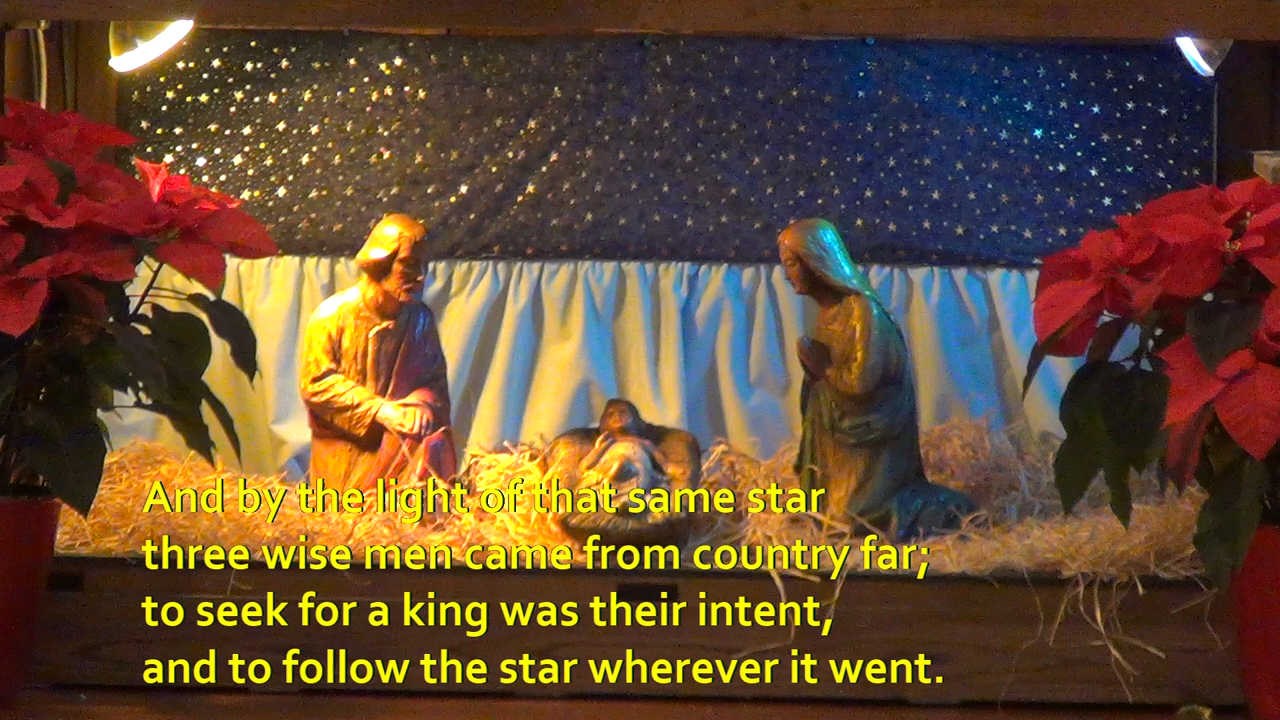 And by the light of that same star
three wise men came from country far;
to seek for a king was their intent,
and to follow the star wherever it went.